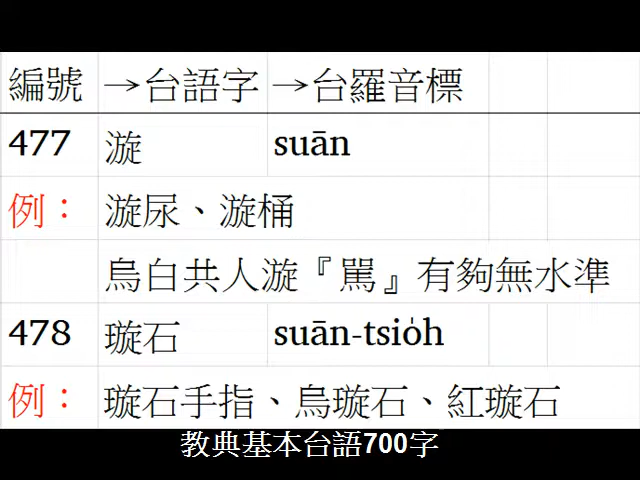 編號 →台語字 →台羅音標
477 漩 suān
例： 漩尿、漩桶
烏白共人漩『罵』有夠無水準
478 璇石 suān-tsio̍h
例： 璇石手指、烏璇石、紅璇石
教典基本台語700字